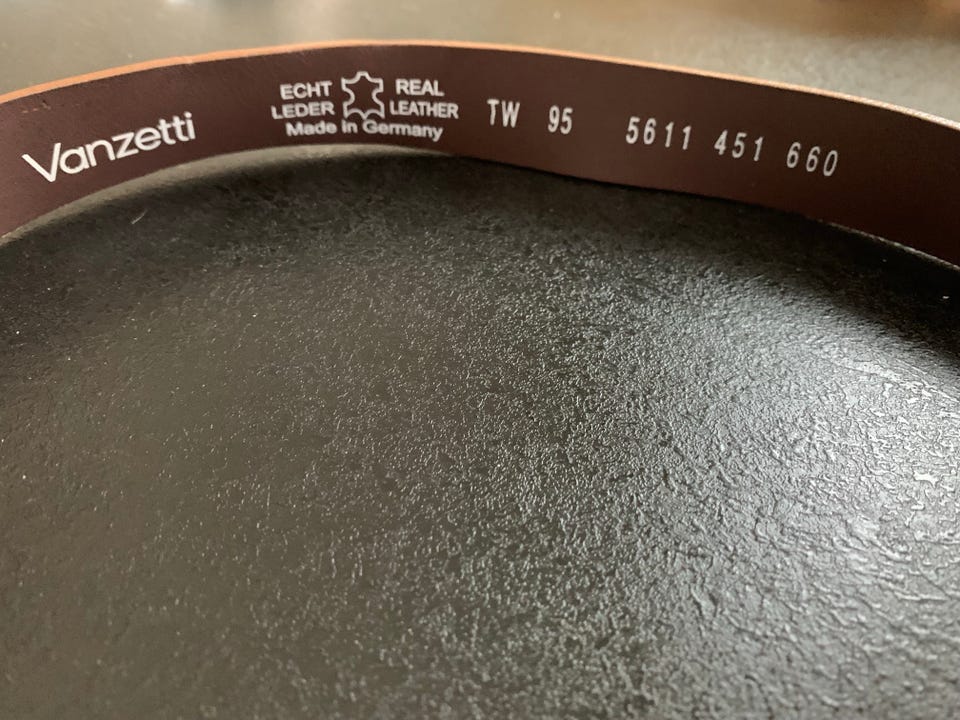 Vanzetti
ECHT REAL
LEDER LEATHER
Made in Germany
TW 95 5611 451 660